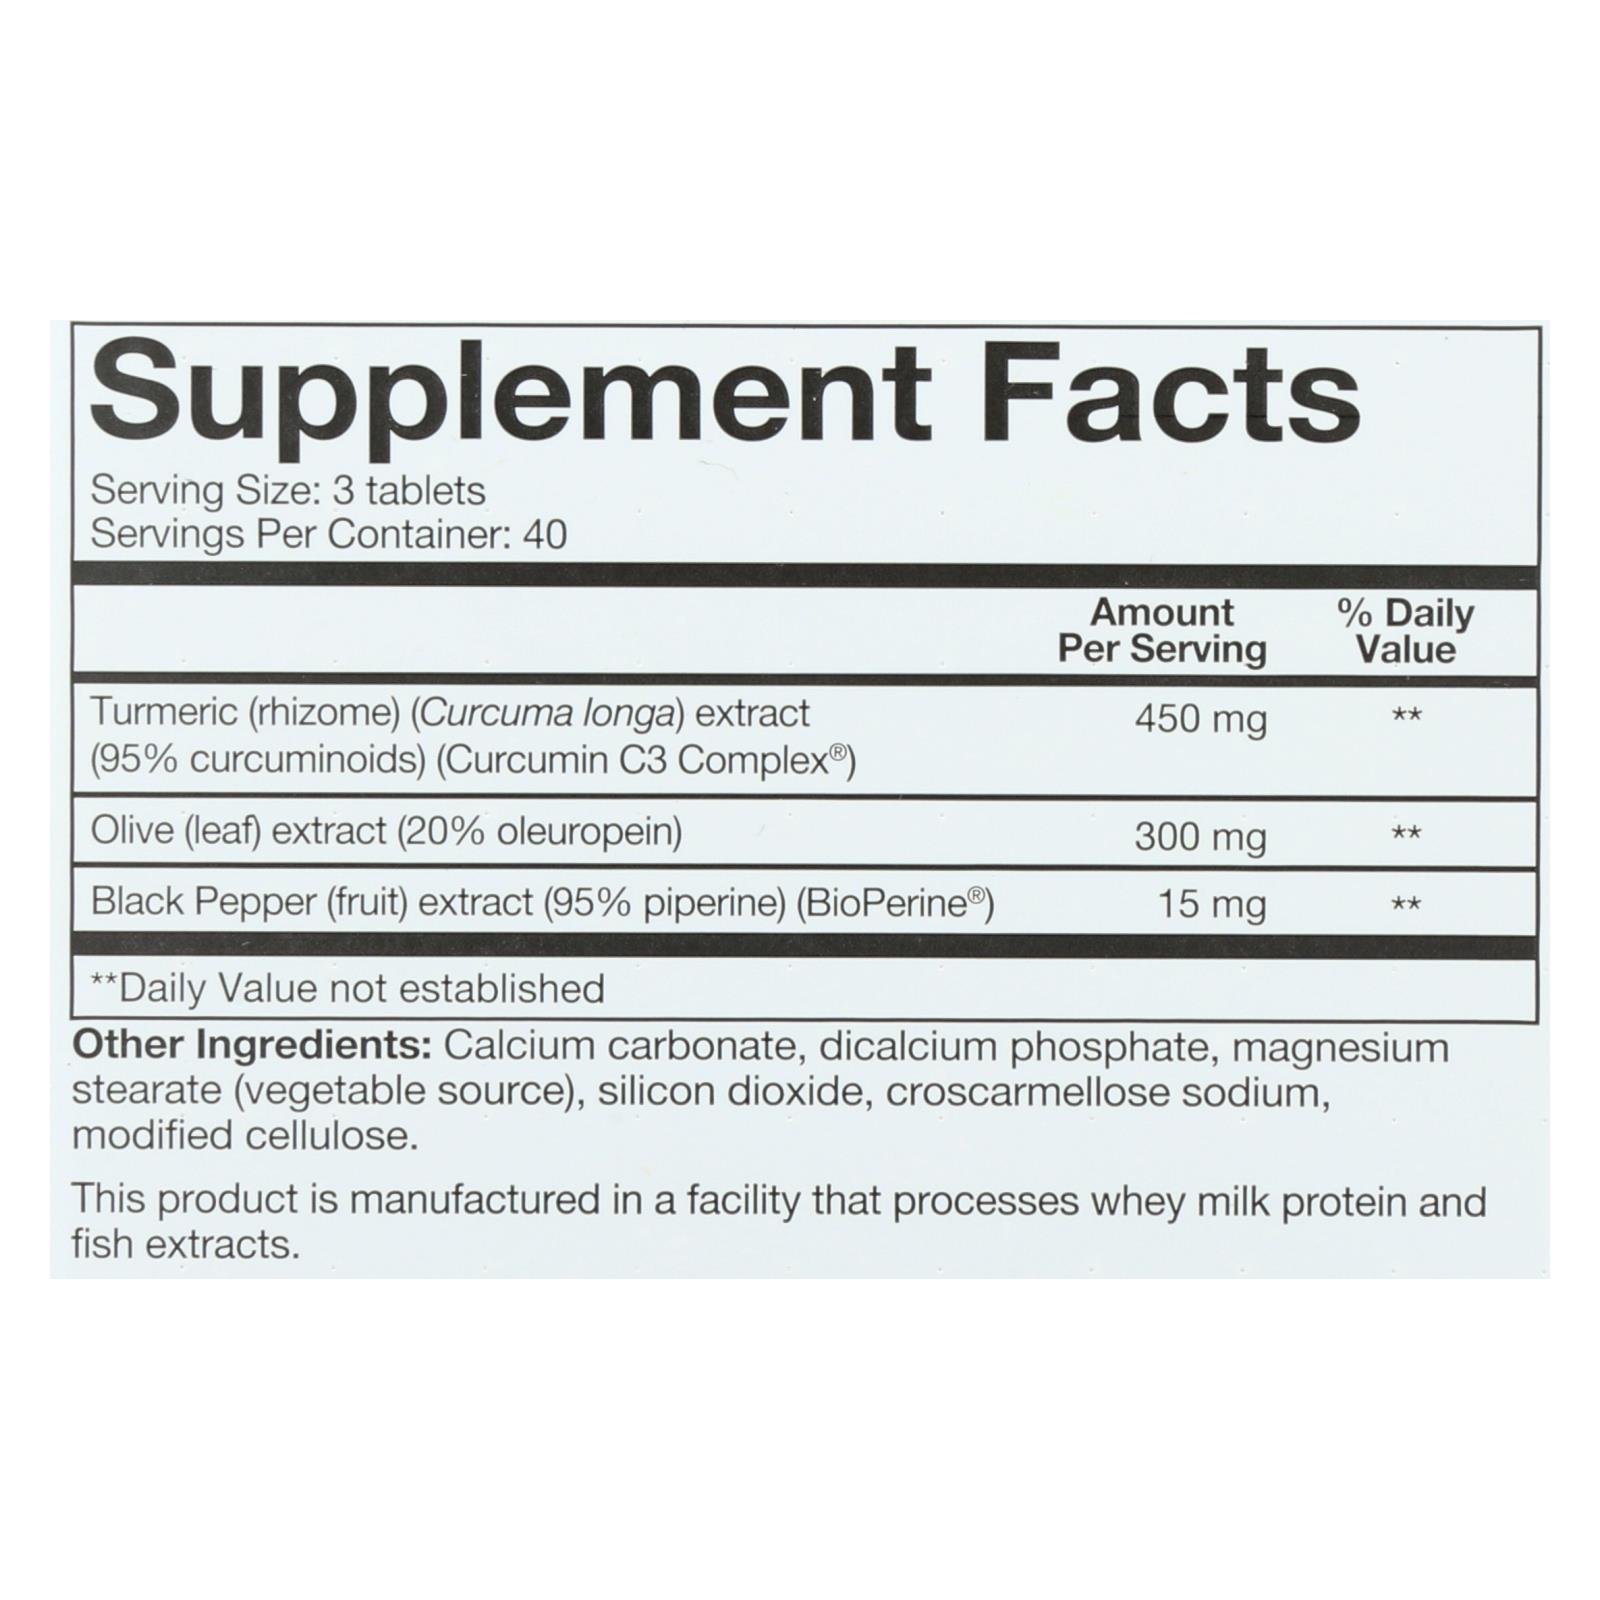 Supplement Facts
Serving Size: 3 tablets
Servings Per Container: 40
Amount % Daily
Per Serving Value
Turmeric (rhizome) (Curcuma longa) extract 450 mg **
(95% curcuminoids) (Curcumin C3 Complex®)
Olive (leaf) extract (20% oleuropein) 300 mg **
Black Pepper (fruit) extract (95% piperine) (BioPerine®) 15 mg **
**Daily Value not established
Other Ingredients: Calcium carbonate, dicalcium phosphate, magnesium
stearate (vegetable source), silicon dioxide, croscarmellose sodium,
modified cellulose.
This product is manufactured in a facility that processes whey milk protein and
fish extracts.